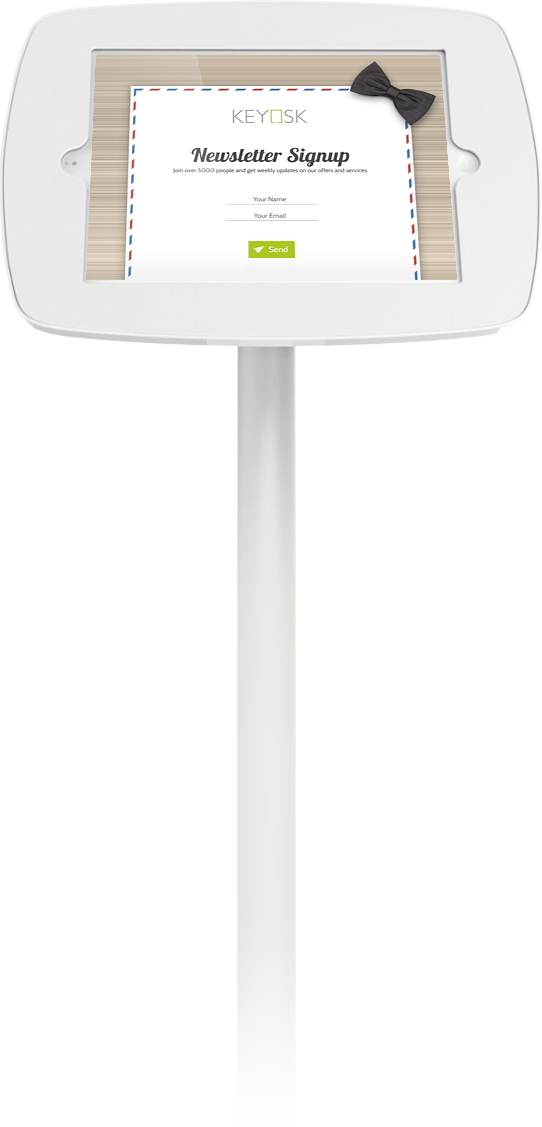 KEYOSK
Newsletter Signup
Join over 5000 people and get weekly updates on our offers and services.
Your Name
Your Email
Send